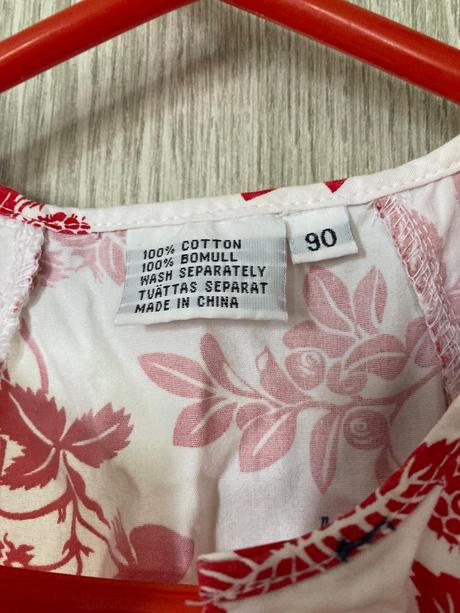 100% COTTON
100% BOMULL
WASH SEPARATELY
TVÄTTAS SEPARAT
MADE IN CHINA
90